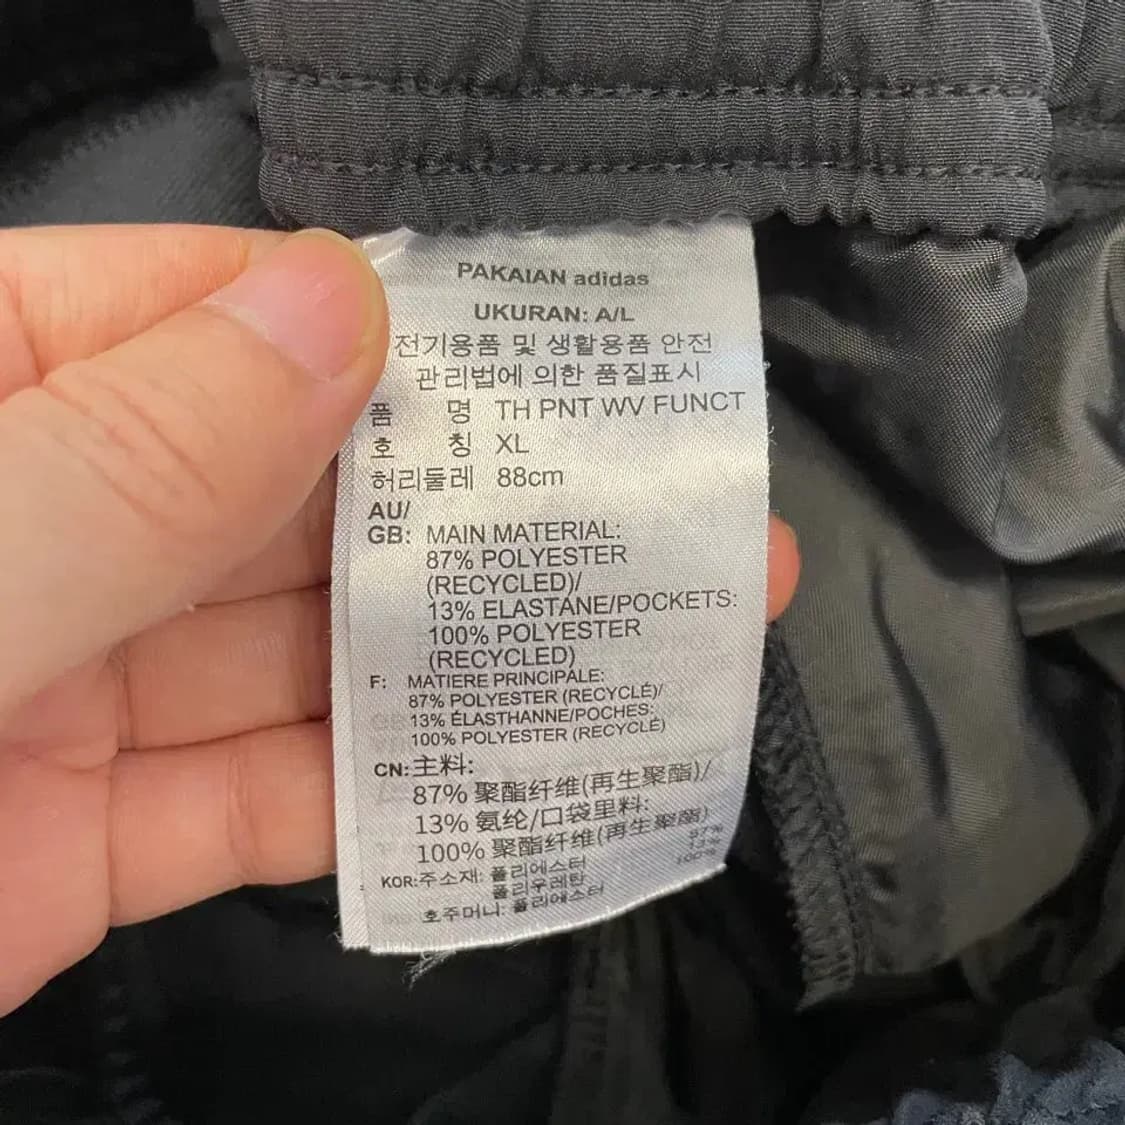 PAKAIAN adidas
UKURAN: A/L
전기용품 및 생활용품 안전
관리법에 의한 품질표시
품 명 TH PNT WV FUNCT
호 칭 XL
허리둘레 88cm
AU/
GB: MAIN MATERIAL:
87% POLYESTER
(RECYCLED)/
13% ELASTANE/POCKETS:
100% POLYESTER
(RECYCLED)
F: MATIERE PRINCIPALE:
87% POLYESTER (RECYCLÉ)/
13% ÉLASTHANNE/POCHES:
100% POLYESTER (RECYCLÉ)
CN: 主料:
87% 聚酯纤维(再生聚酯)/
13% 氨纶/口袋里料:
100% 聚酯纤维(再生聚酯)
KOR: 주소재: 폴리에스터 87%
폴리우레탄 13%
호주머니: 폴리에스터 100%